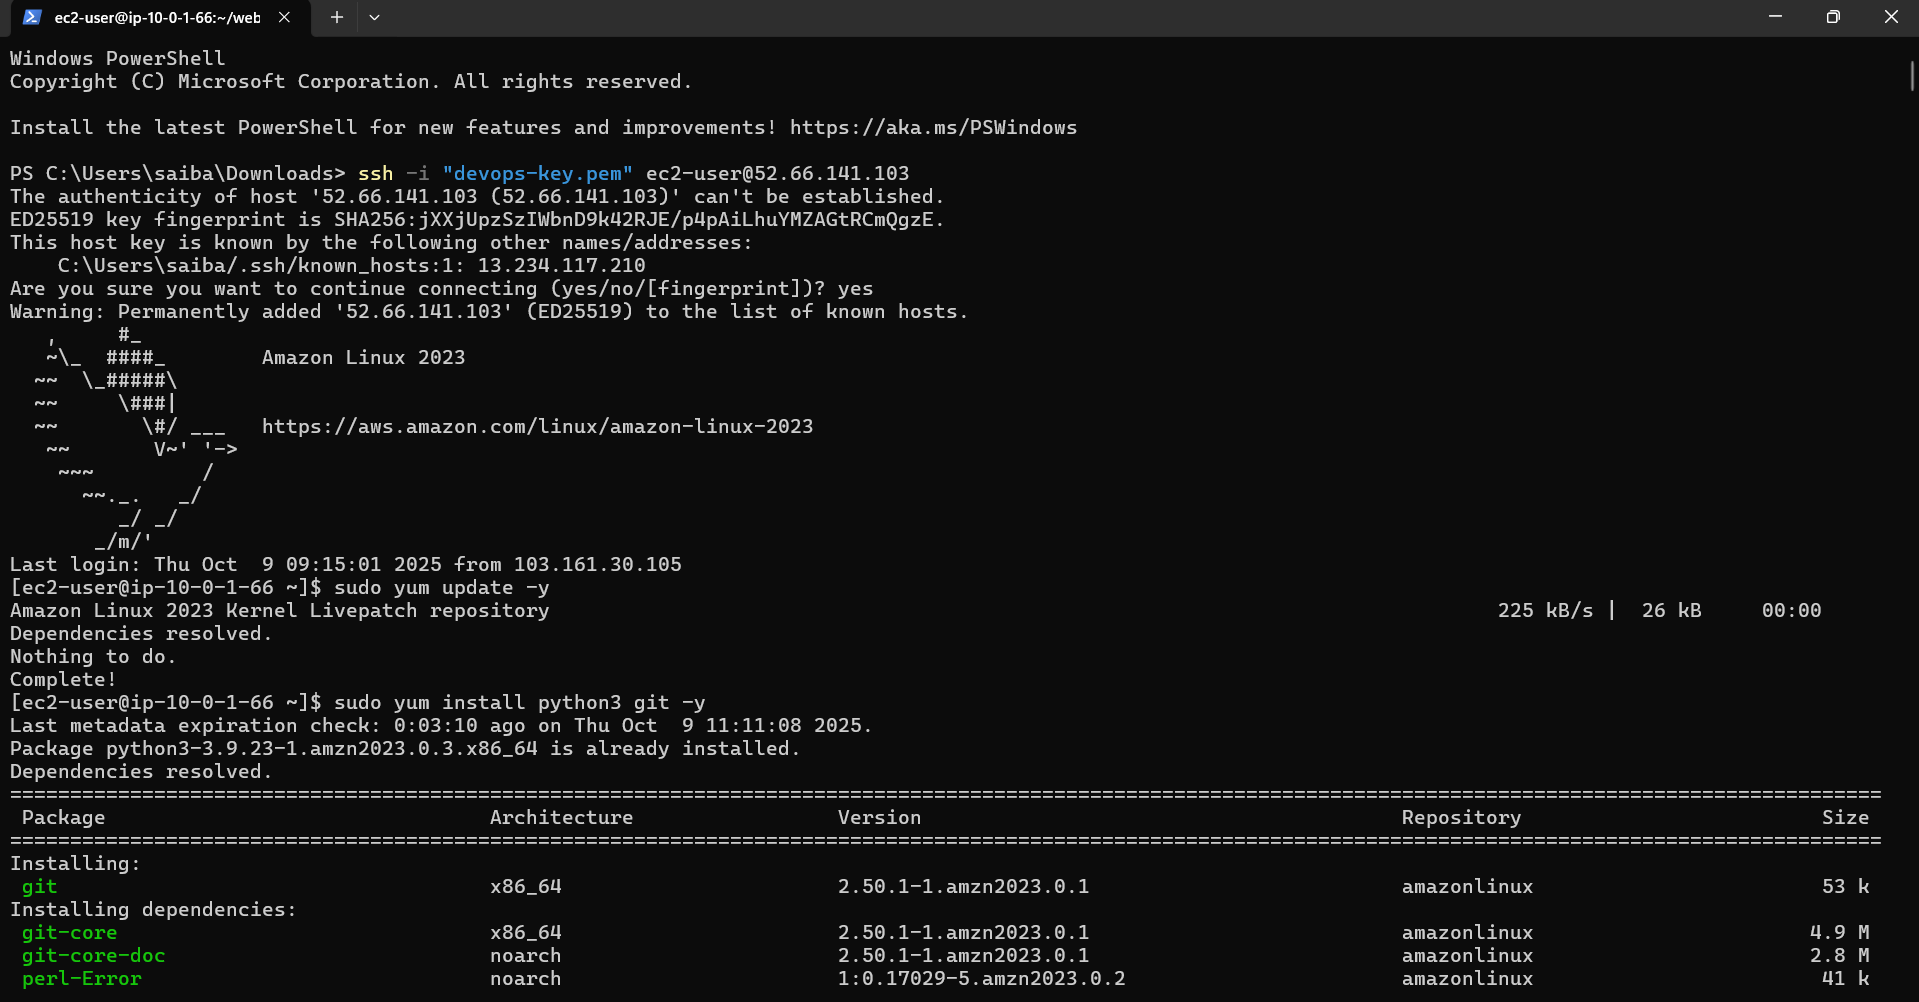 ec2-user@ip-10-0-1-66:~/web
Windows PowerShell
Copyright (C) Microsoft Corporation. All rights reserved.

Install the latest PowerShell for new features and improvements! https://aka.ms/PSWindows

PS C:\Users\saiba\Downloads> ssh -i "devops-key.pem" ec2-user@52.66.141.103
The authenticity of host '52.66.141.103 (52.66.141.103)' can't be established.
ED25519 key fingerprint is SHA256:jXXjUpzSzIWbnD9k42RJE/p4pAiLhuYMZAGtRCmQgzE.
This host key is known by the following other names/addresses:
    C:\Users\saiba/.ssh/known_hosts:1: 13.234.117.210
Are you sure you want to continue connecting (yes/no/[fingerprint])? yes
Warning: Permanently added '52.66.141.103' (ED25519) to the list of known hosts.
   ,     #_
   ~\_  ####_        Amazon Linux 2023
  ~~  \_#####\
  ~~     \###|
  ~~       \#/ ___   https://aws.amazon.com/linux/amazon-linux-2023
   ~~       V~' '->
    ~~~         /
      ~~._.   _/
         _/ _/
       _/m/'
Last login: Thu Oct  9 09:15:01 2025 from 103.161.30.105
[ec2-user@ip-10-0-1-66 ~]$ sudo yum update -y
Amazon Linux 2023 Kernel Livepatch repository    225 kB/s |  26 kB     00:00
Dependencies resolved.
Nothing to do.
Complete!
[ec2-user@ip-10-0-1-66 ~]$ sudo yum install python3 git -y
Last metadata expiration check: 0:03:10 ago on Thu Oct  9 11:11:08 2025.
Package python3-3.9.23-1.amzn2023.0.3.x86_64 is already installed.
Dependencies resolved.
============================================================================================================================================================
 Package    Architecture    Version    Repository    Size
============================================================================================================================================================
Installing:
 git    x86_64    2.50.1-1.amzn2023.0.1    amazonlinux    53 k
Installing dependencies:
 git-core    x86_64    2.50.1-1.amzn2023.0.1    amazonlinux    4.9 M
 git-core-doc    noarch    2.50.1-1.amzn2023.0.1    amazonlinux    2.8 M
 perl-Error    noarch    1:0.17029-5.amzn2023.0.2    amazonlinux    41 k